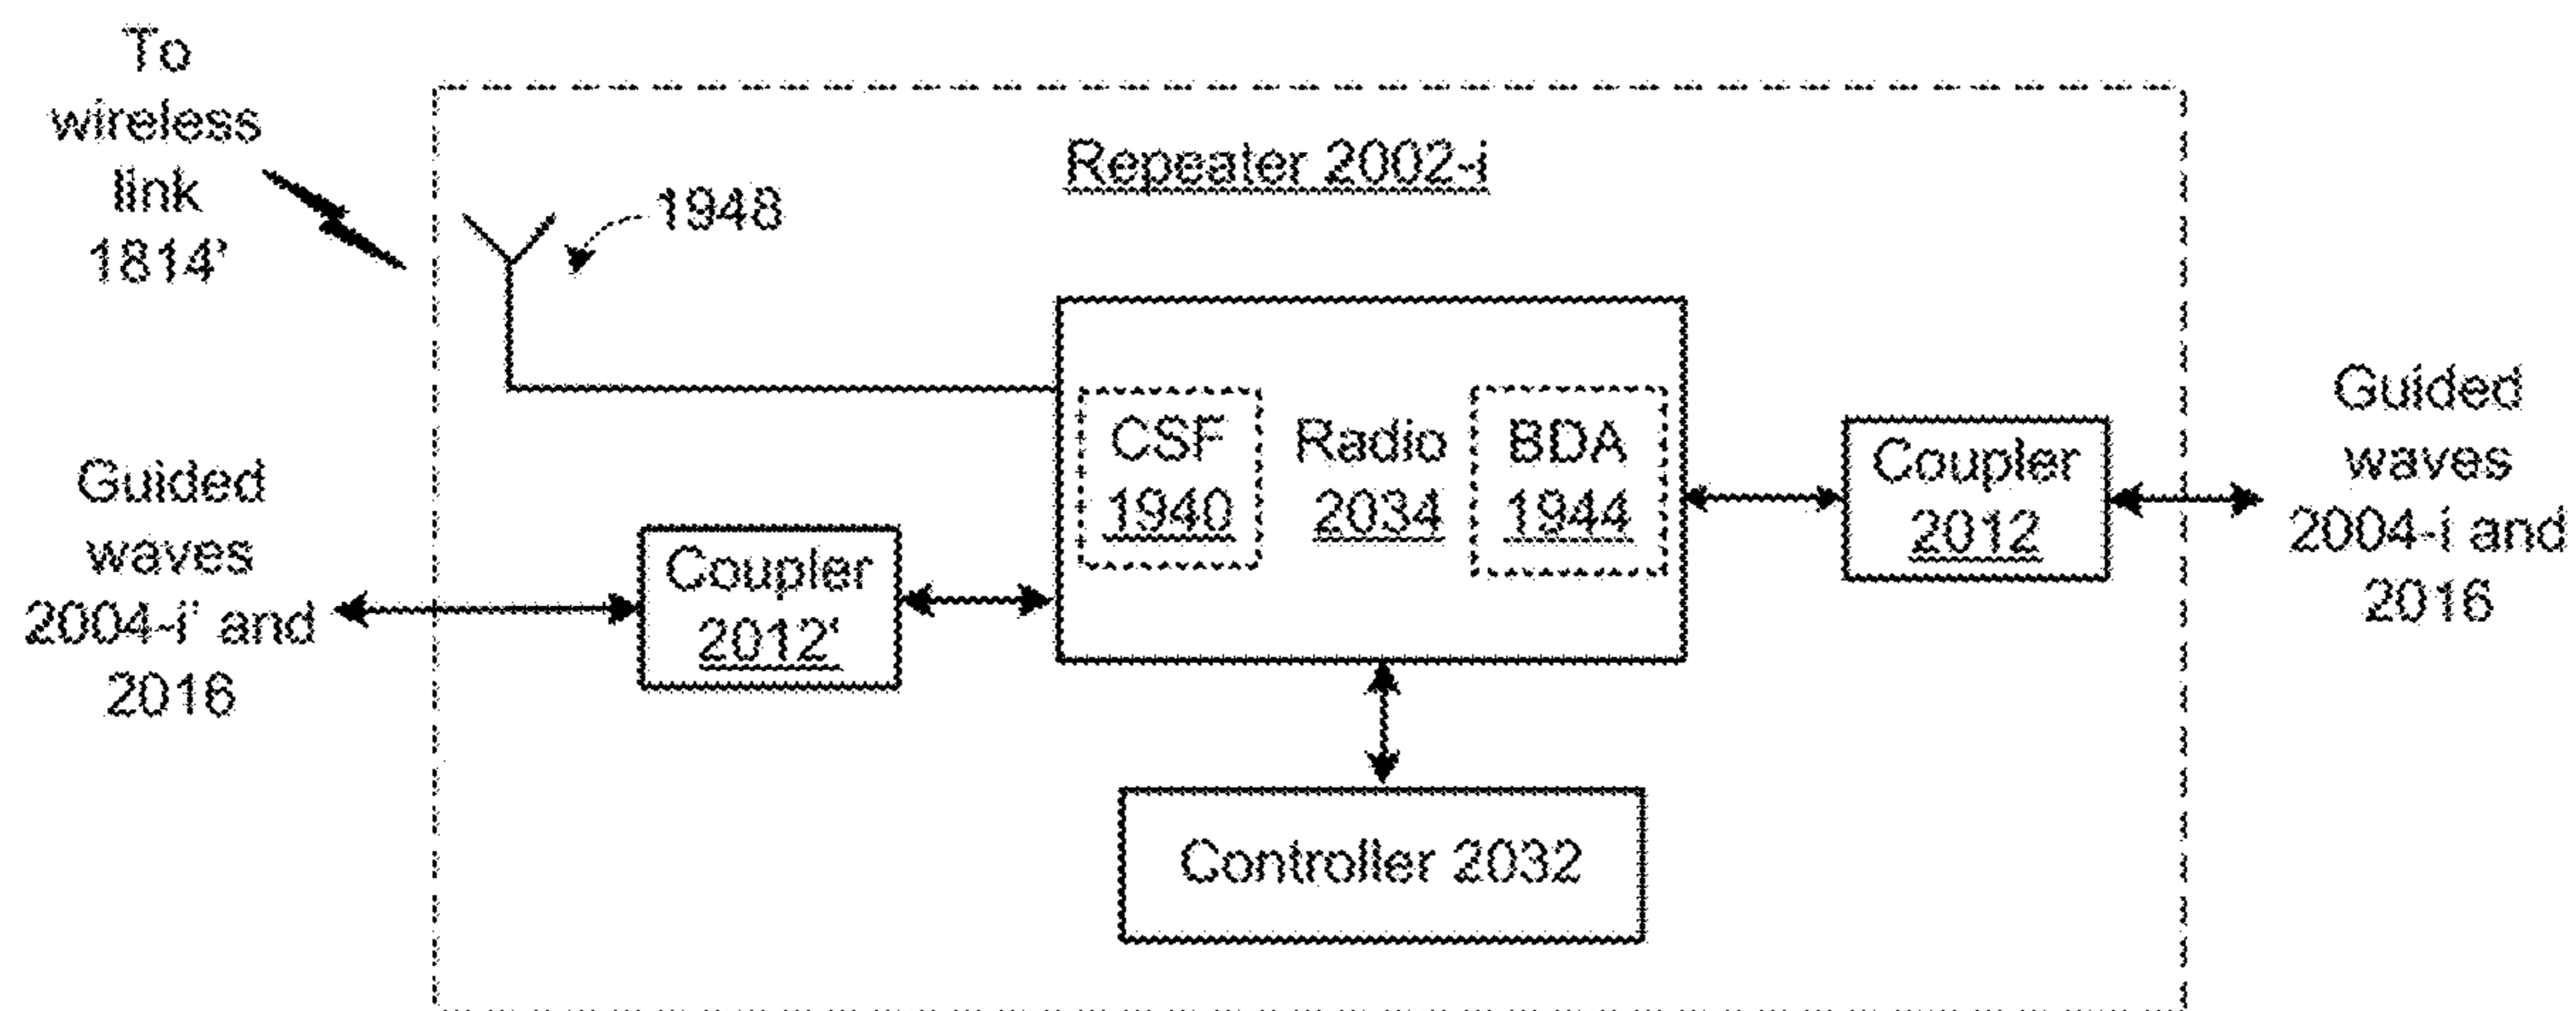 To
wireless
link
1814'
Repeater 2002-i
1948
Guided
waves
2004-i' and
2016
Coupler
2012'
CSF
1940
Radio
2034
BDA
1944
Coupler
2012
Guided
waves
2004-i and
2016
Controller 2032